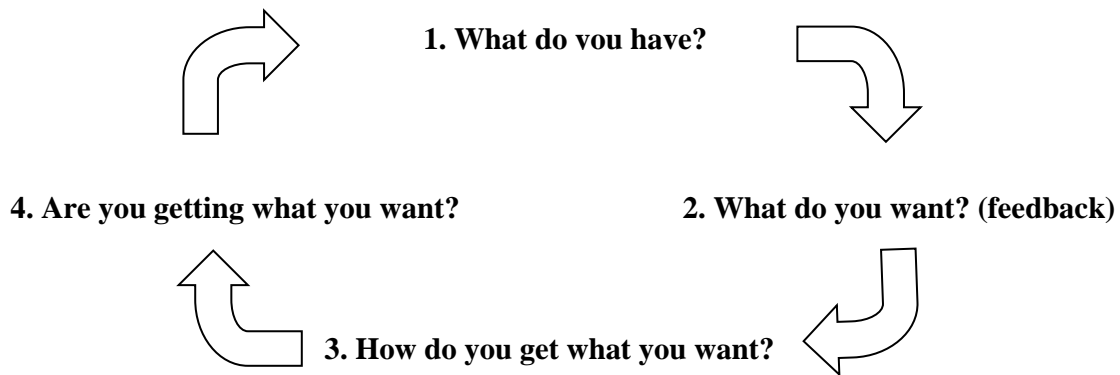 1. What do vou have?
4. Are you getting what you want?
2. What do you want? (feedback)
3. How do you get what you want?